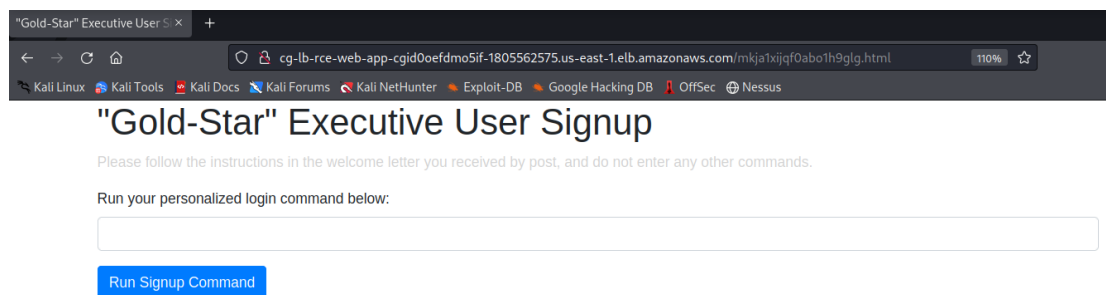 "Gold-Star" Executive User Si
cg-lb-rce-web-app-cgid0oefdmo5if-1805562575.us-east-1.elb.amazonaws.com/mkja1xijqf0abo1h9glg.html 110%
Kali Linux Kali Tools Kali Docs Kali Forums Kali NetHunter Exploit-DB Google Hacking DB OffSec Nessus
"Gold-Star" Executive User Signup
Please follow the instructions in the welcome letter you received by post, and do not enter any other commands.
Run your personalized login command below:
Run Signup Command